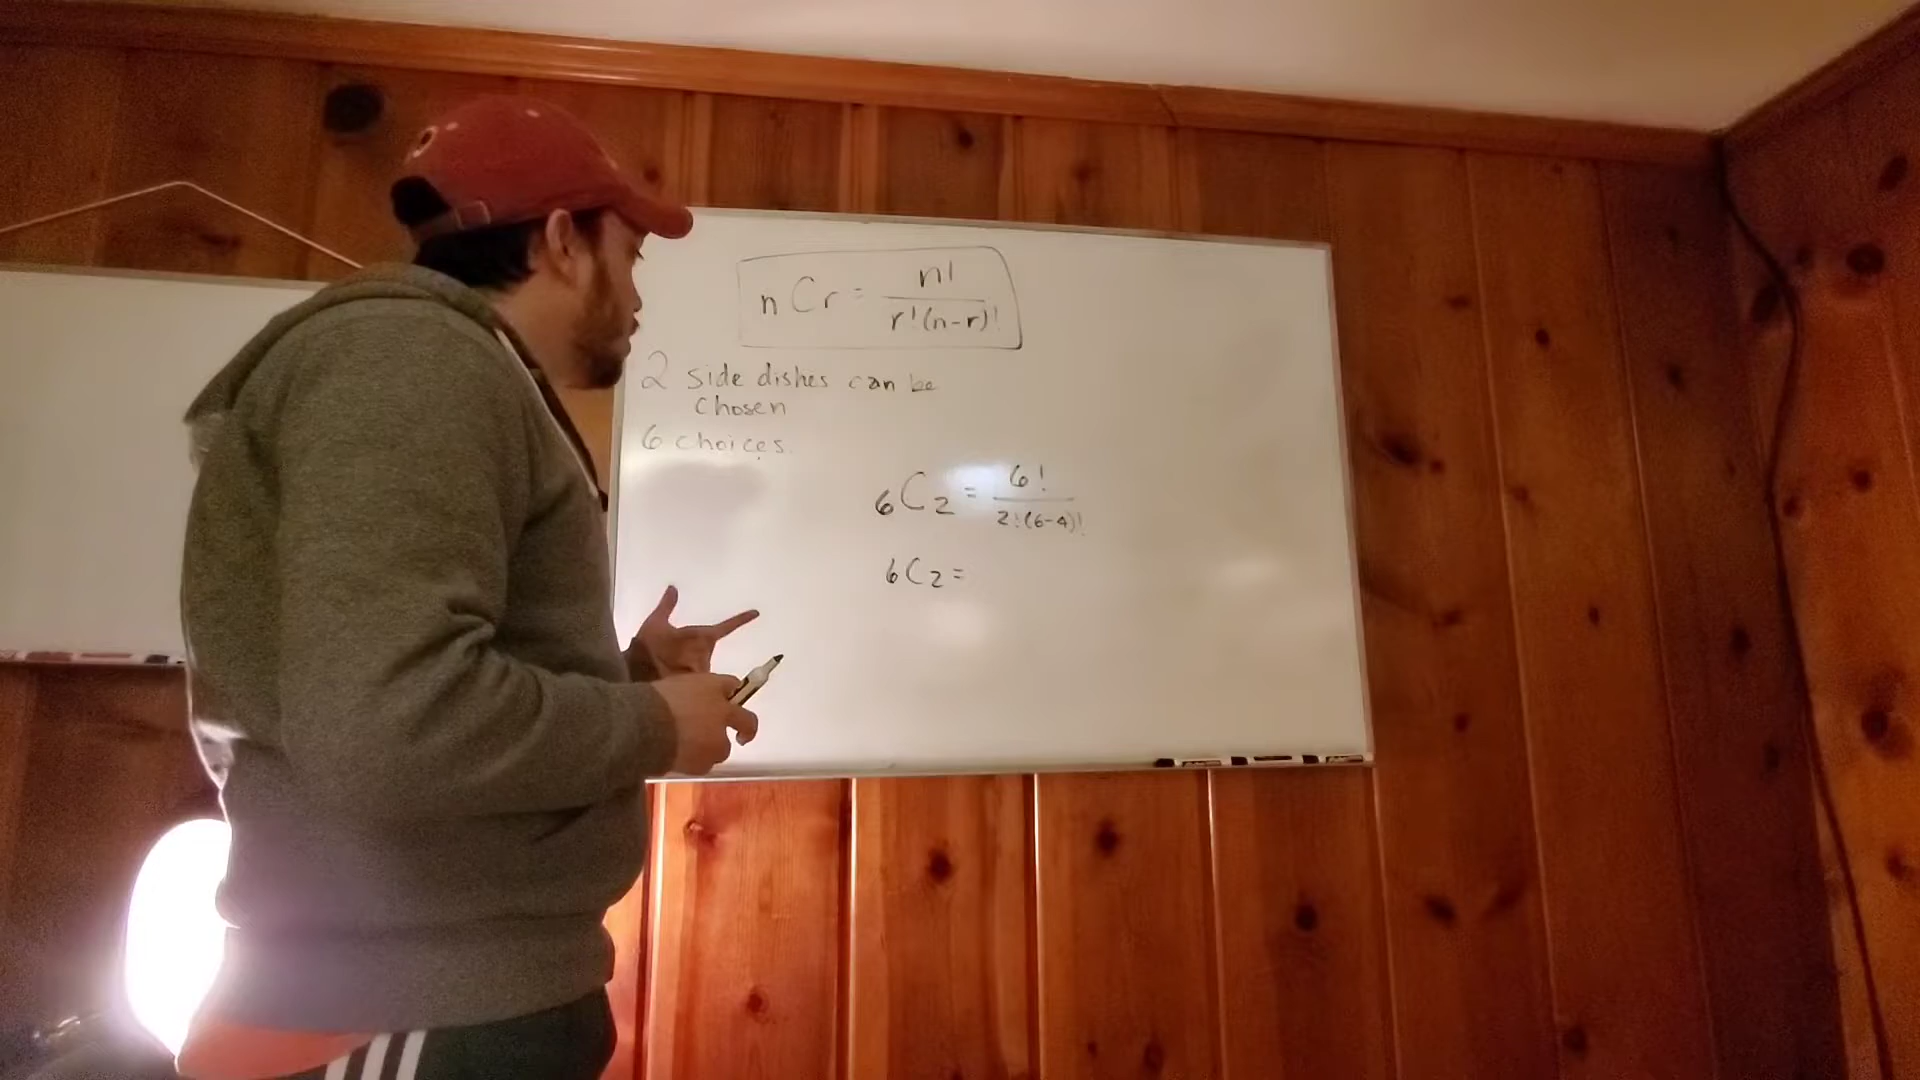 nCr = n! / r!(n-r)!
2 side dishes can be
chosen
6 choices.
6C2 = 6! / 2!(6-4)!
6C2 =